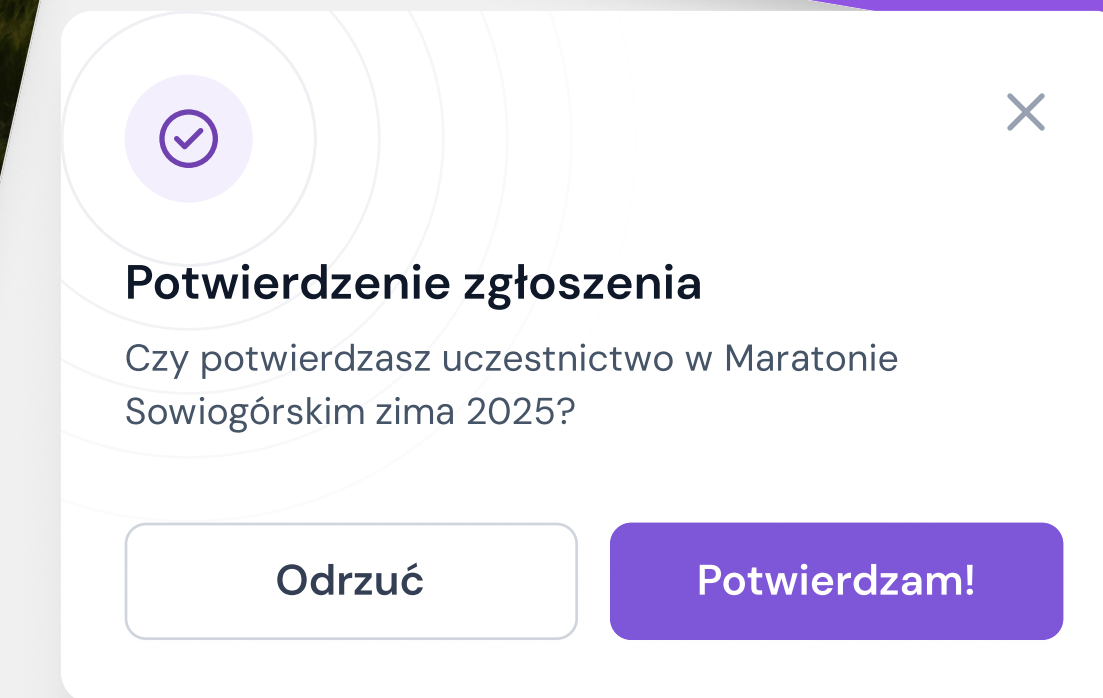 Potwierdzenie zgłoszenia
Czy potwierdzasz uczestnictwo w Maratonie
Sowiogórskim zima 2025?
Odrzuć
Potwierdzam!